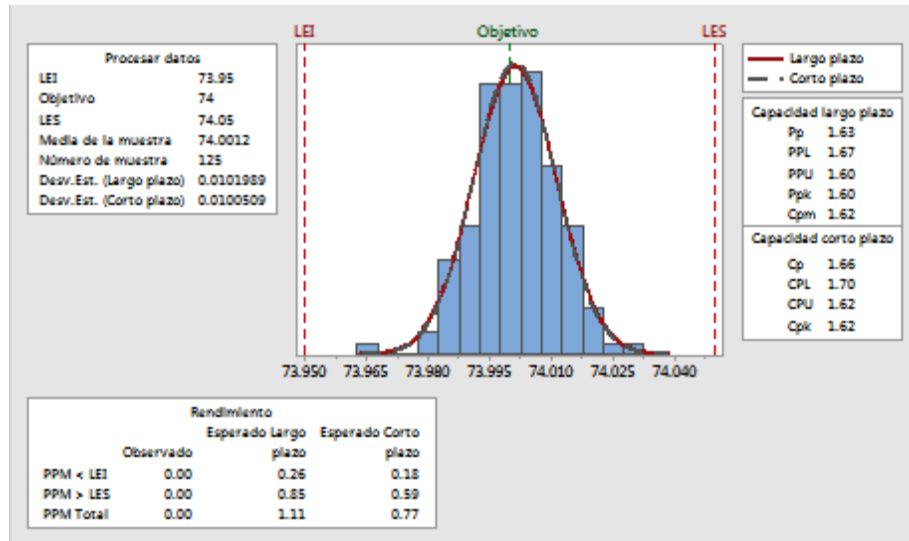 LEI Objetivo LES
Procesar datos
LEI 73.95
Objetivo 74
LES 74.05
Media de la muestra 74.0012
Número de muestra 125
Desv.Est. (Largo plazo) 0.0101989
Desv.Est. (Corto plazo) 0.0100509
Largo plazo
Corto plazo
Capacidad largo plazo
Pp 1.63
PPL 1.67
PPU 1.60
Ppk 1.60
Cpm 1.62
Capacidad corto plazo
Cp 1.66
CPL 1.70
CPU 1.62
Cpk 1.62
73.950 73.965 73.980 73.995 74.010 74.025 74.040
Rendimiento
Esperado Largo Esperado Corto
Observado plazo plazo
PPM < LEI 0.00 0.26 0.18
PPM > LES 0.00 0.85 0.59
PPM Total 0.00 1.11 0.77